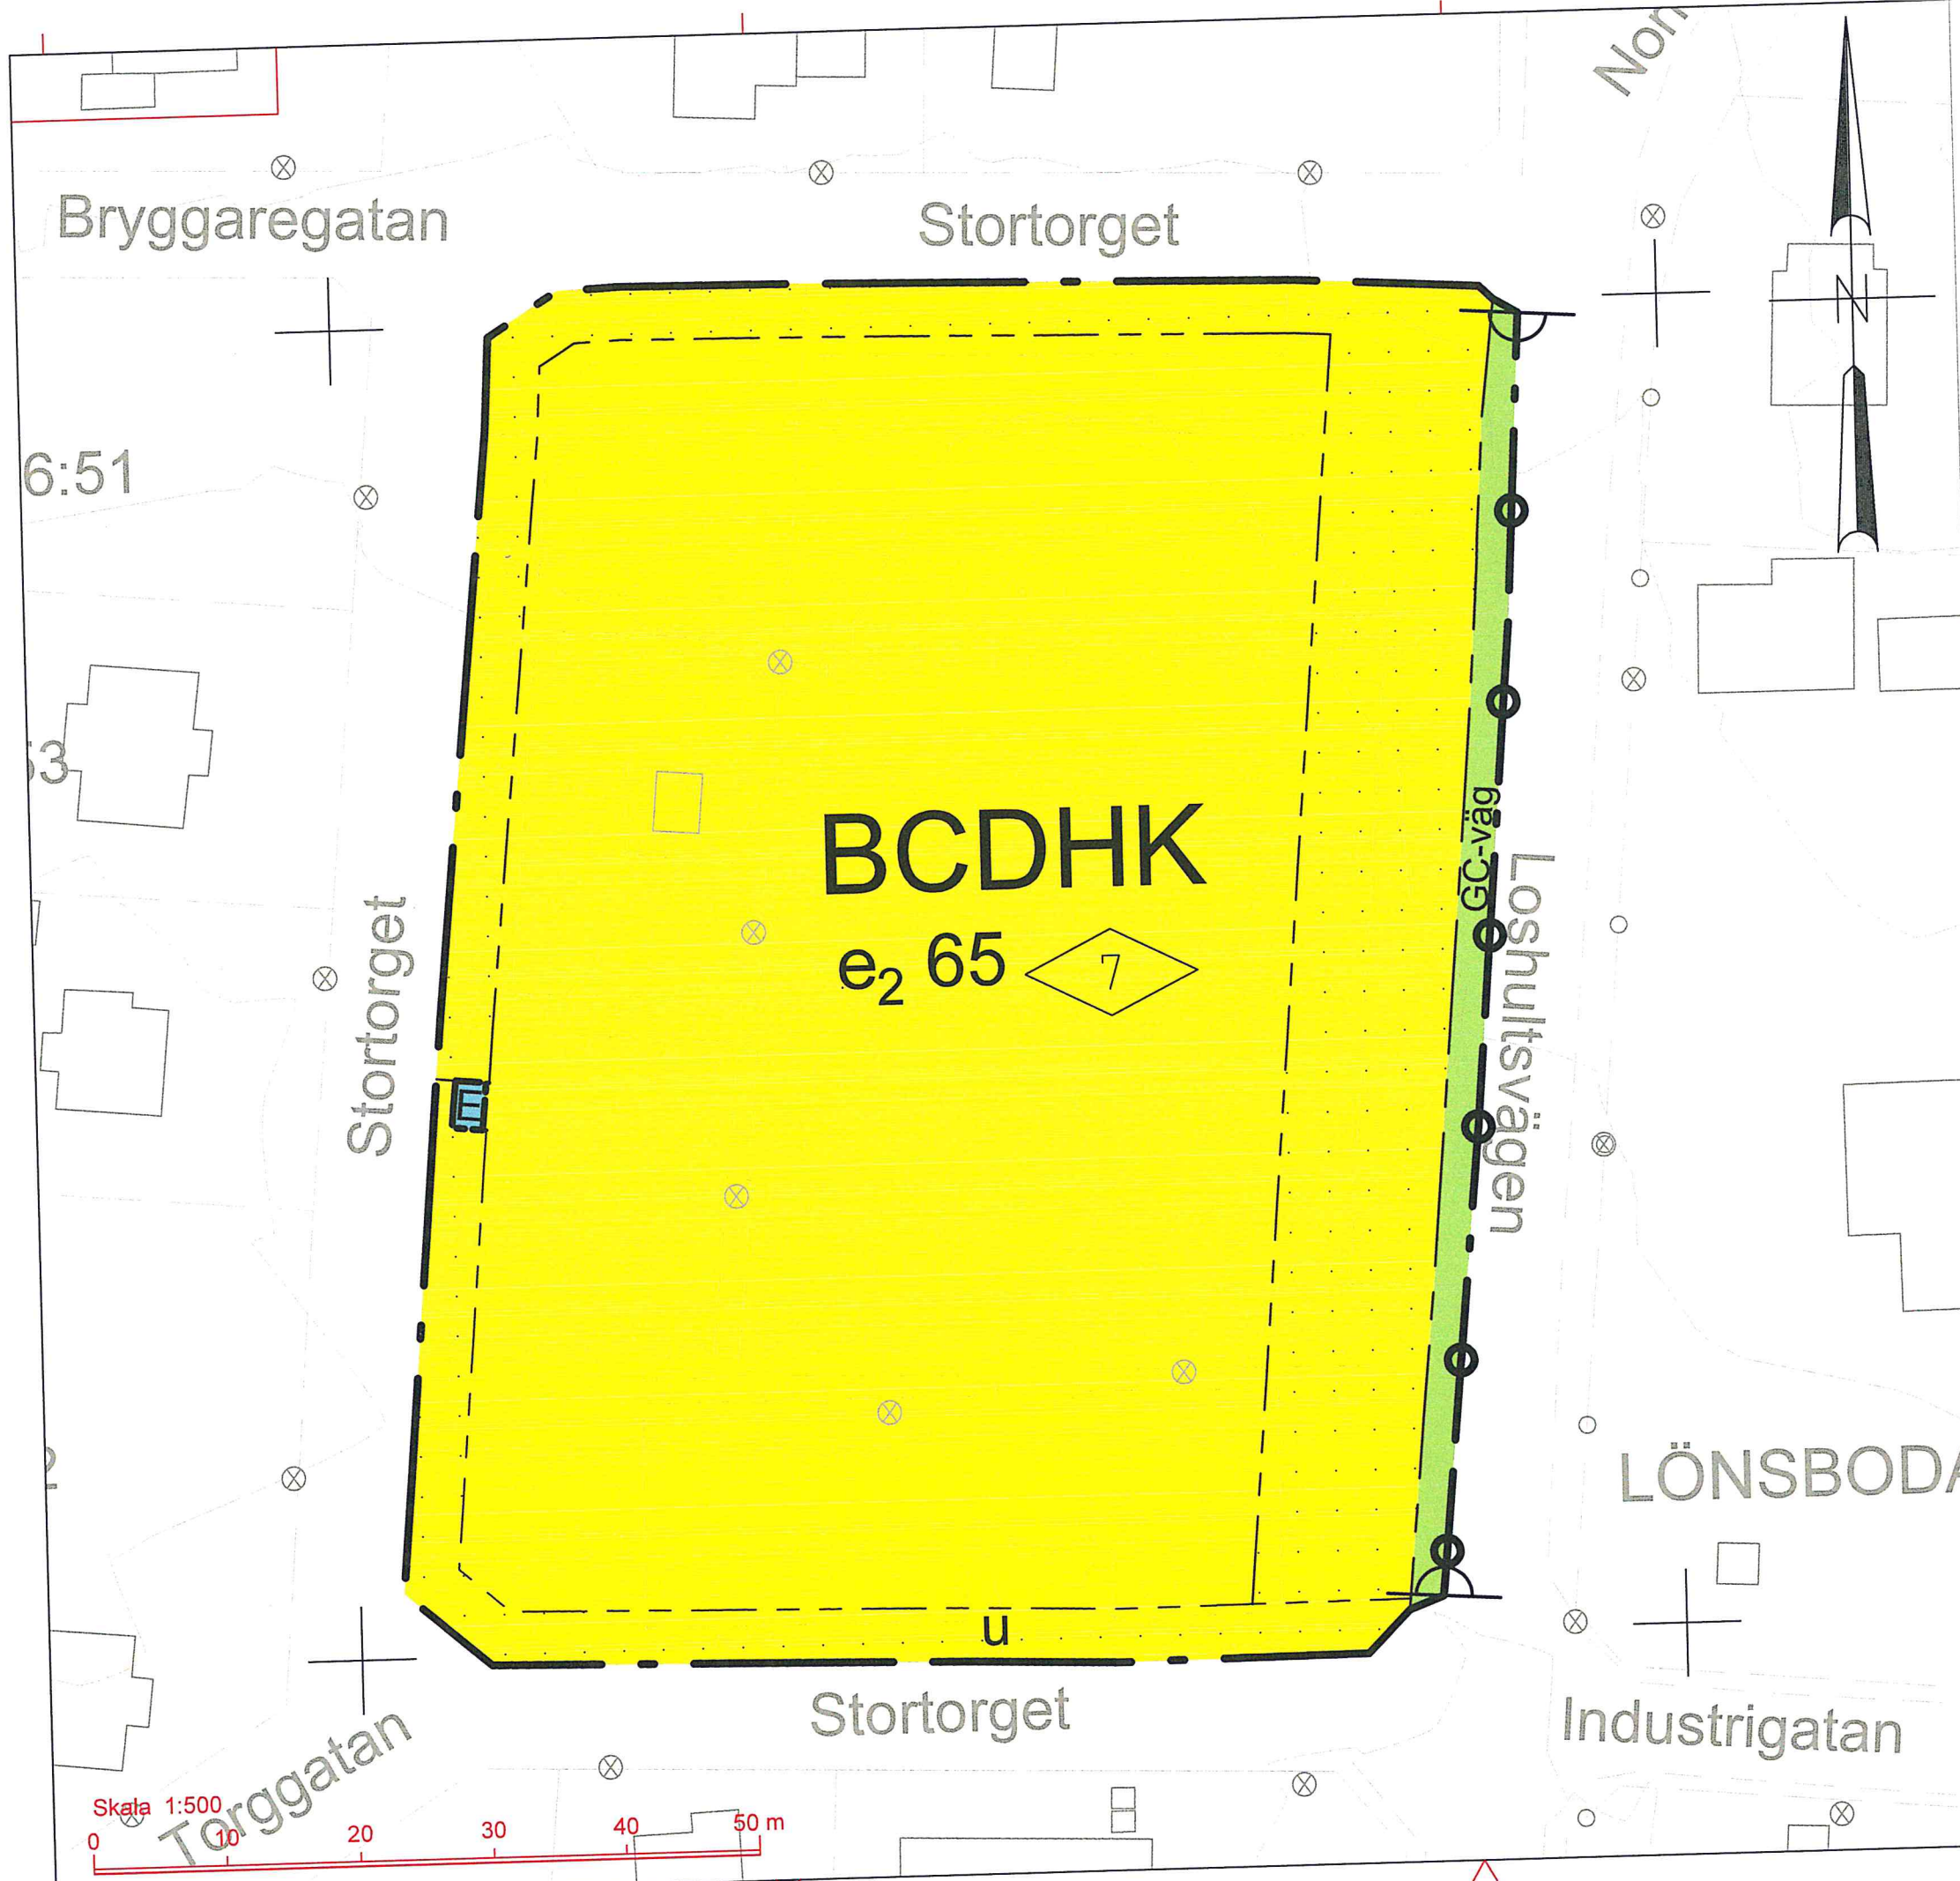 Bryggaregatan
Stortorget
N
6:51
BCDHK
e₂ 65
7
GC-väg
Loshultsvägen
Stortorget
E
u
LÖNSBODA
Stortorget
Industrigatan
Torggatan
Skala 1:500
0 10 20 30 40 50 m